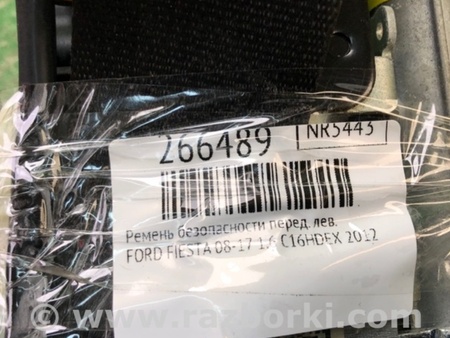 266489 NR5443
Ремень безопасности перед. лев.
FORD FIESTA 08-17 1.6 C16HDEX 2012
www.razborki.com